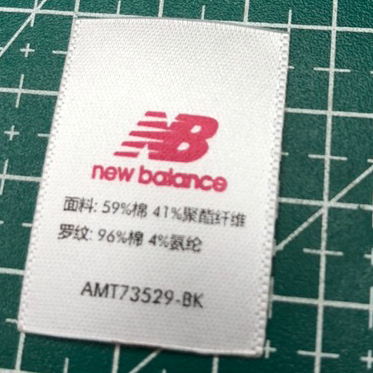 NB
new balance
面料: 59%棉 41%聚酯纤维
罗纹: 96%棉 4%氨纶
AMT73529-BK